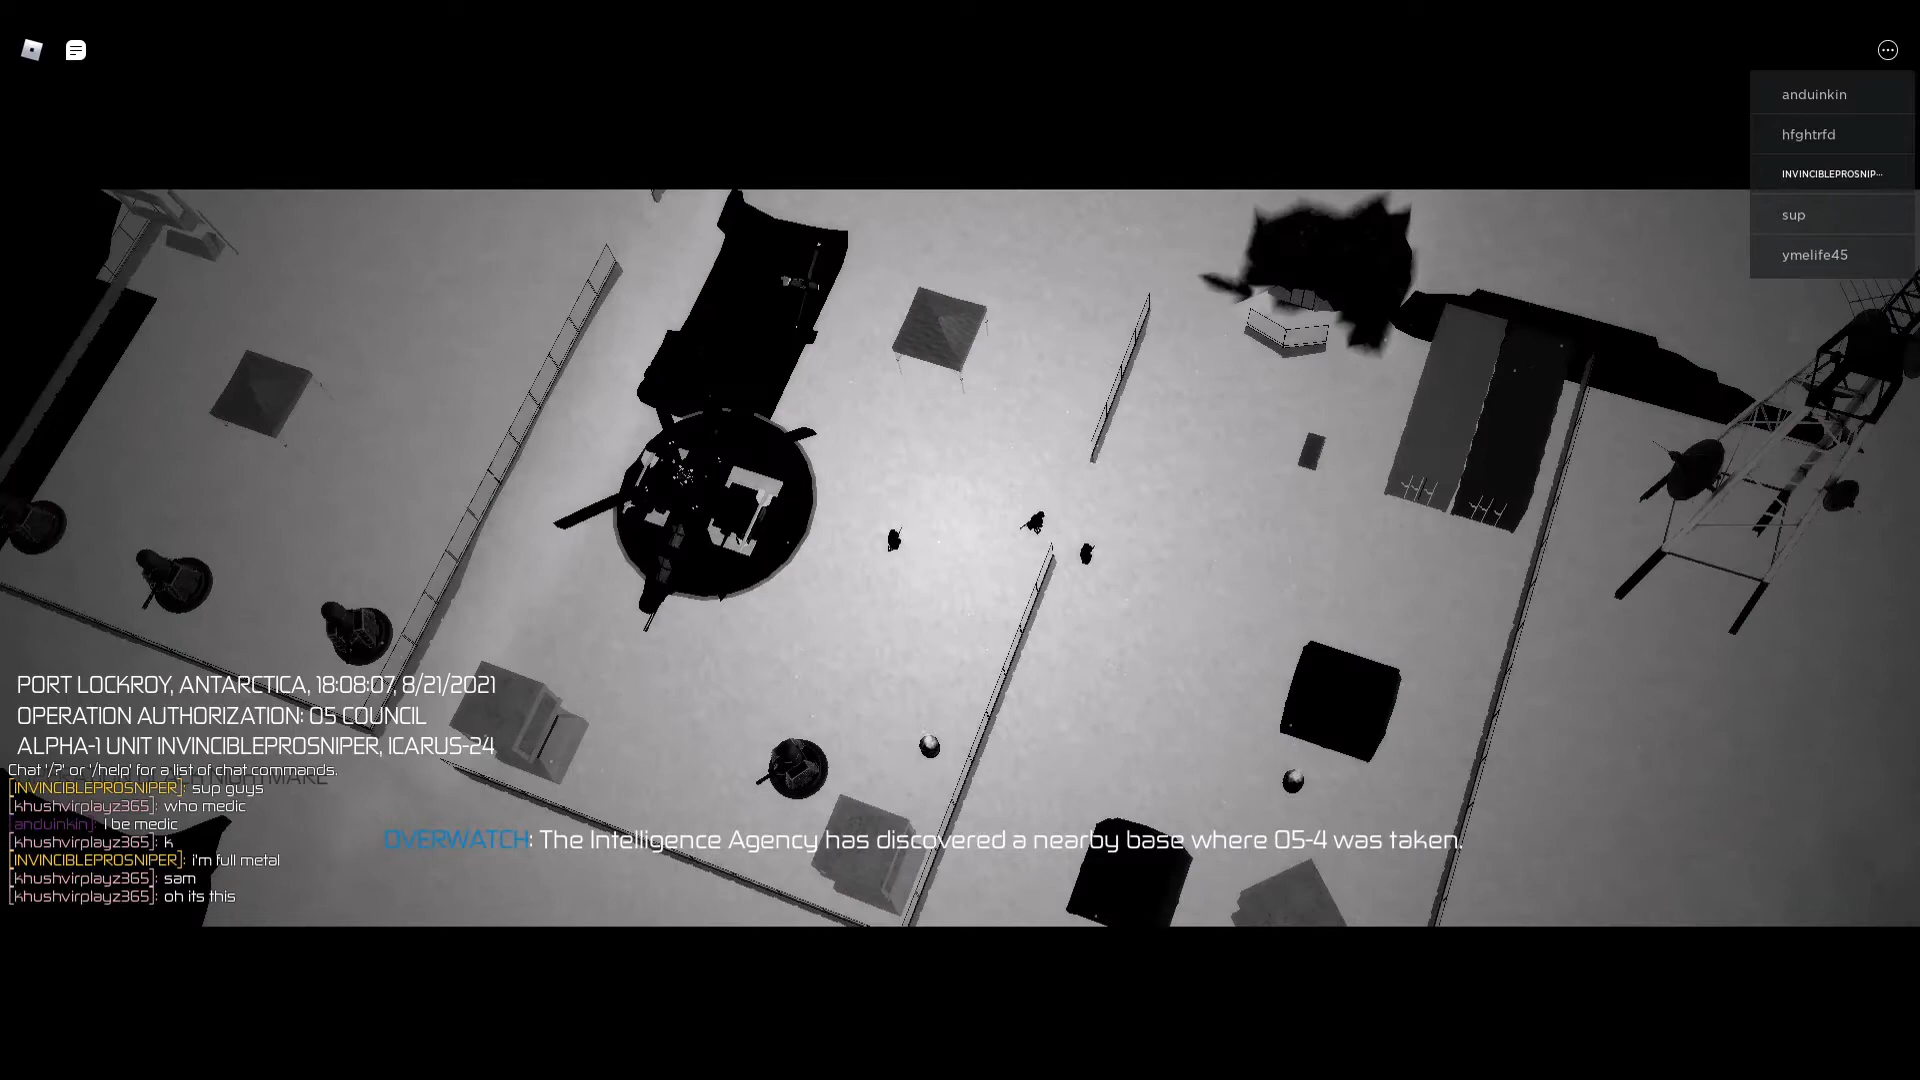 anduinkin
hfghtrfd
INVINCIBLEPROSNIP...
sup
ymelife45
PORT LOCKROY, ANTARCTICA, 18:08:07, 8/21/2021
OPERATION AUTHORIZATION: O5 COUNCIL
ALPHA-1 UNIT INVINCIBLEPROSNIPER, ICARUS-24
Chat '/?' or '/help' for a list of chat commands.
NIGHTMARE
[INVINCIBLEPROSNIPER]: sup guys
[khushvirplayz365]: who medic
[anduinkin]: I be medic
[khushvirplayz365]: k
[INVINCIBLEPROSNIPER]: i'm full metal
[khushvirplayz365]: sam
[khushvirplayz365]: oh its this
OVERWATCH: The Intelligence Agency has discovered a nearby base where O5-4 was taken.